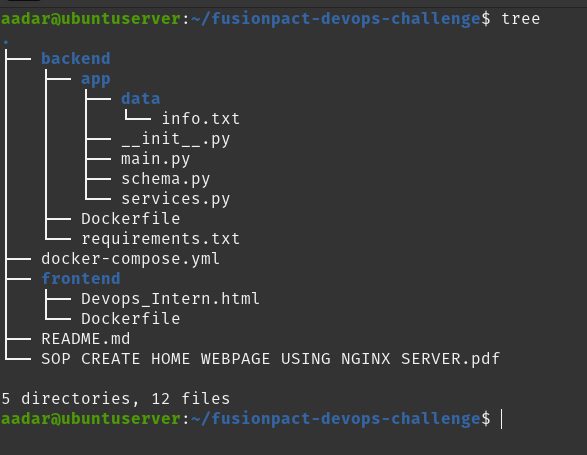 aadar@ubuntuserver:~/fusionpact-devops-challenge$ tree
.
├── backend
│   ├── app
│   │   ├── data
│   │   │   └── info.txt
│   │   ├── __init__.py
│   │   ├── main.py
│   │   ├── schema.py
│   │   └── services.py
│   ├── Dockerfile
│   └── requirements.txt
├── docker-compose.yml
├── frontend
│   ├── Devops_Intern.html
│   └── Dockerfile
├── README.md
└── SOP CREATE HOME WEBPAGE USING NGINX SERVER.pdf
5 directories, 12 files
aadar@ubuntuserver:~/fusionpact-devops-challenge$